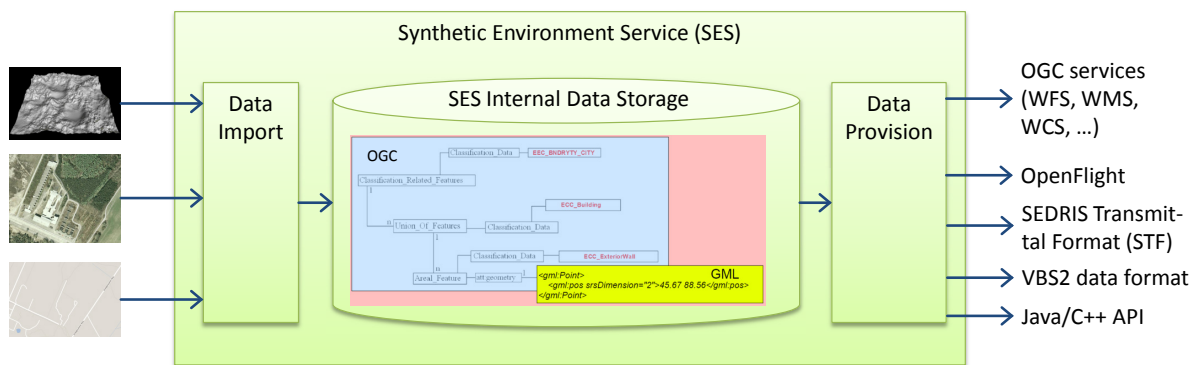 Synthetic Environment Service (SES)
Data
Import
SES Internal Data Storage
OGC
Classification_Data
EBC_BNDRYTY_CITY
Classification_Related_Features
1
n
Union_Of_Features
ECC_Building
Classification_Data
1
n
Classification_Data
ECC_ExteriorWall
Areal_Feature
att:geometry
1
GML
<gml:Point>
<gml:pos srsDimension="2">45.67 88.56</gml:pos>
</gml:Point>
Data
Provision
OGC services
(WFS, WMS,
WCS, ...)
OpenFlight
SEDRIS Transmit-
tal Format (STF)
VBS2 data format
Java/C++ API